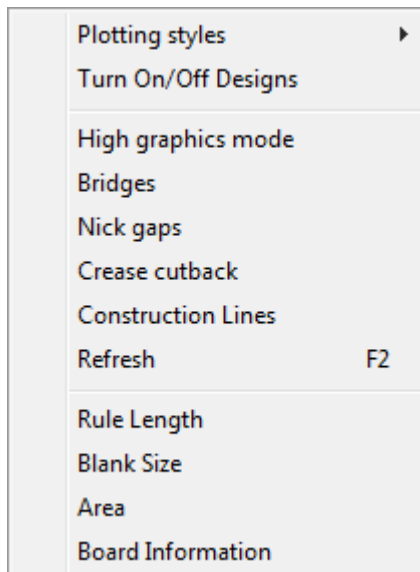 Plotting styles
Turn On/Off Designs
High graphics mode
Bridges
Nick gaps
Crease cutback
Construction Lines
Refresh F2
Rule Length
Blank Size
Area
Board Information